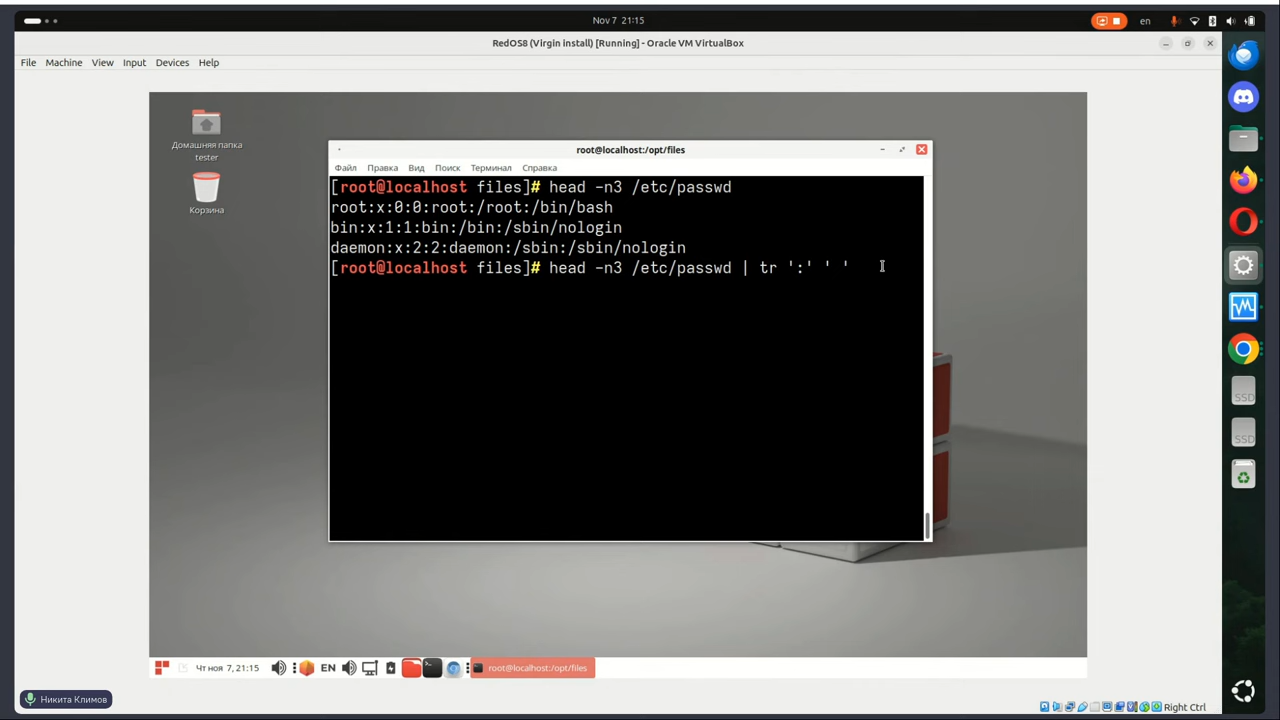 Nov 7 21:15
en
RedOS8 (Virgin install) [Running] - Oracle VM VirtualBox
File Machine View Input Devices Help
Домашняя папка
tester
Корзина
root@localhost:/opt/files
Файл Правка Вид Поиск Терминал Справка
[root@localhost files]# head -n3 /etc/passwd
root:x:0:0:root:/root:/bin/bash
bin:x:1:1:bin:/bin:/sbin/nologin
daemon:x:2:2:daemon:/sbin:/sbin/nologin
[root@localhost files]# head -n3 /etc/passwd | tr ':' ' '
SSD
SSD
Чт ноя 7, 21:15
EN
root@localhost:/opt/files
Никита Климов
Right Ctrl